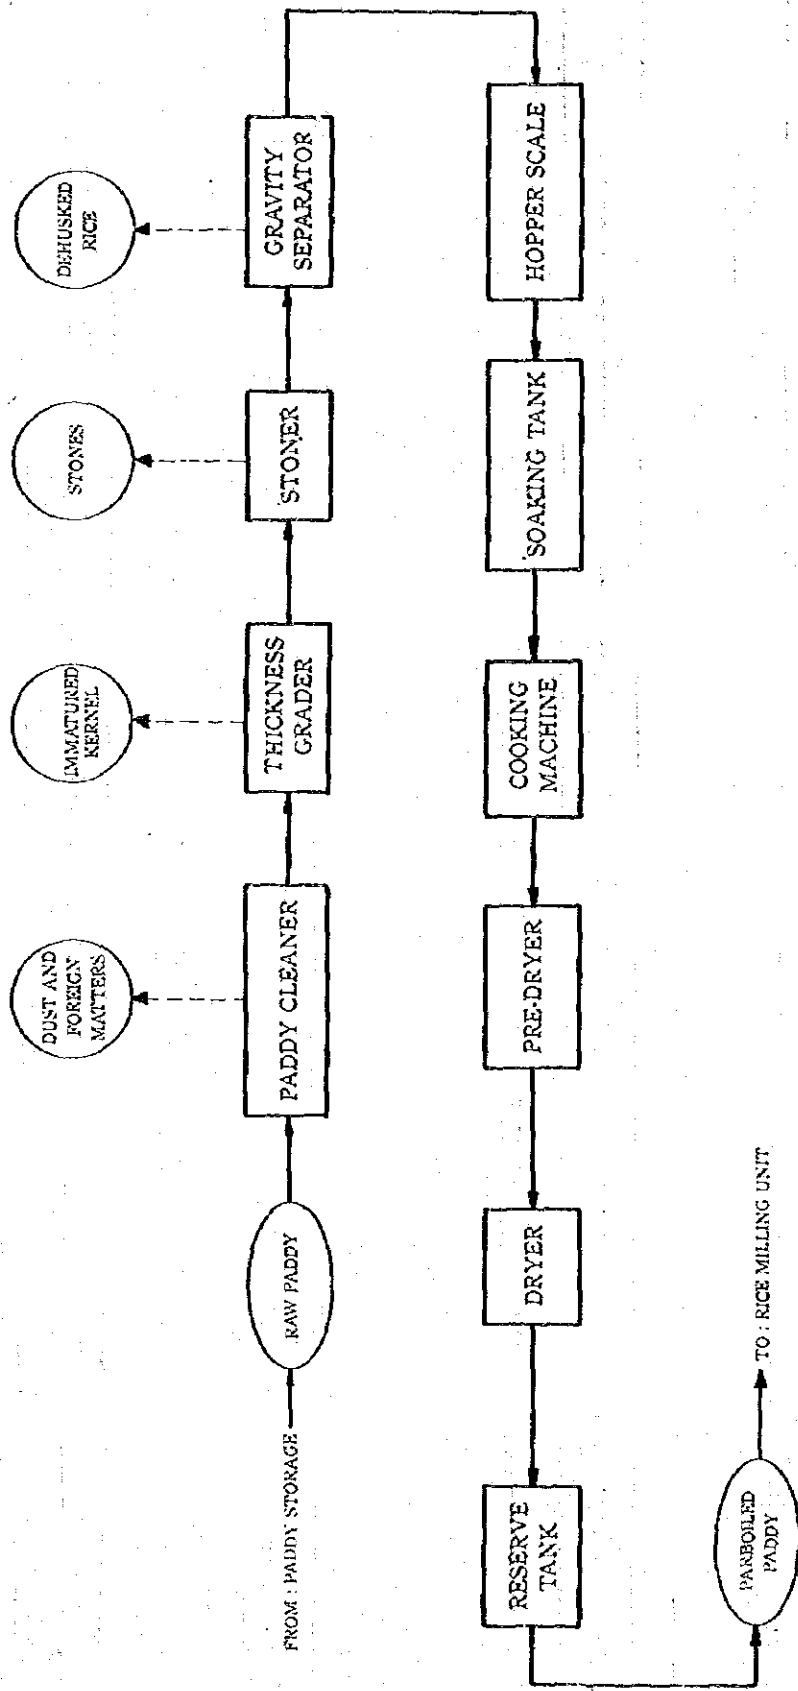 DUST AND
FOREIGN
MATTERS
IMMATURED
KERNEL
STONES
DEHUSKED
RICE
FROM : PADDY STORAGE
RAW PADDY
PADDY CLEANER
THICKNESS
GRADER
STONER
GRAVITY
SEPARATOR
RESERVE
TANK
DRYER
PRE-DRYER
COOKING
MACHINE
SOAKING TANK
HOPPER SCALE
PARBOILED
PADDY
TO : RICE MILLING UNIT